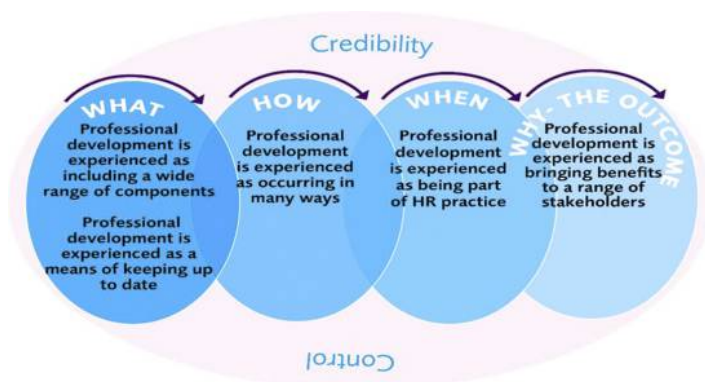 Credibility
WHAT
Professional
development is
experienced as
including a wide
range of components
Professional
development is
experienced as a
means of keeping up
to date
HOW
Professional
development
is experienced
as occurring in
many ways
WHEN
Professional
development
is experienced
as being part
of HR practice
WHY- THE OUTCOME
Professional
development is
experienced as
bringing benefits
to a range of
stakeholders
Control